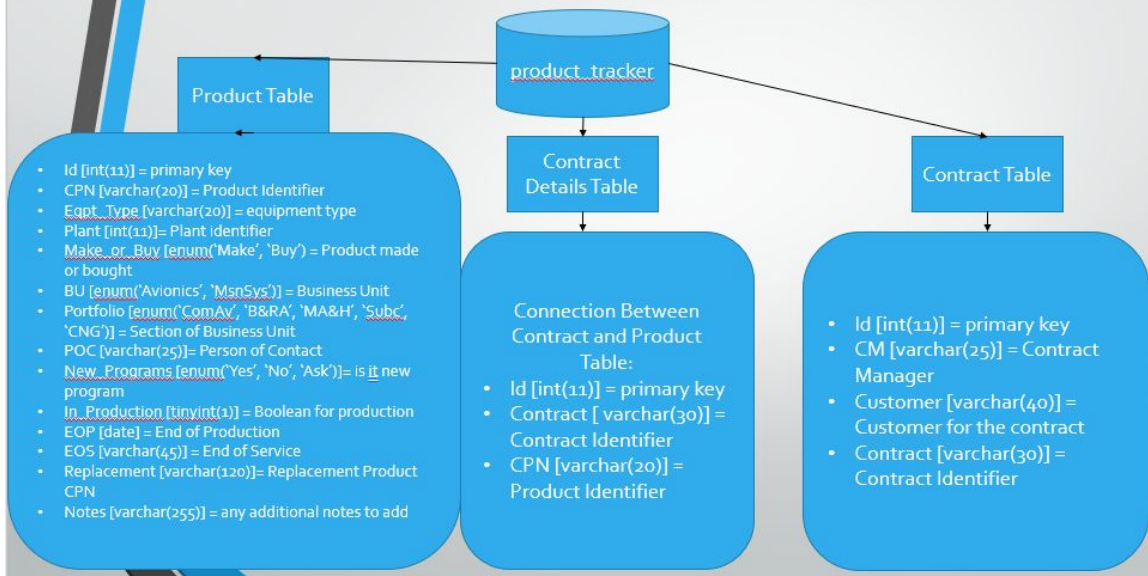 product_tracker
Product Table
Contract
Details Table
Contract Table
• Id [int(11)] = primary key
• CPN [varchar(20)] = Product Identifier
• Eqpt_Type [varchar(20)] = equipment type
• Plant [int(11)]= Plant identifier
• Make_or_Buy [enum(‘Make’, ‘Buy’) = Product made
or bought
• BU [enum(‘Avionics’, ‘MsnSys’)] = Business Unit
• Portfolio [enum(‘ComAv’, ‘B&RA’, ‘MA&H’, ‘Subc’,
‘CNG’)] = Section of Business Unit
• POC [varchar(25)]= Person of Contact
• New_Programs [enum(‘Yes’, ‘No’, ‘Ask’)]= is it new
program
• In_Production [tinyint(1)] = Boolean for production
• EOP [date] = End of Production
• EOS [varchar(45)] = End of Service
• Replacement [varchar(120)]= Replacement Product
CPN
• Notes [varchar(255)] = any additional notes to add
Connection Between
Contract and Product
Table:
• Id [int(11)] = primary key
• Contract [ varchar(30)] =
Contract Identifier
• CPN [varchar(20)] =
Product Identifier
• Id [int(11)] = primary key
• CM [varchar(25)] = Contract
Manager
• Customer [varchar(40)] =
Customer for the contract
• Contract [varchar(30)] =
Contract Identifier